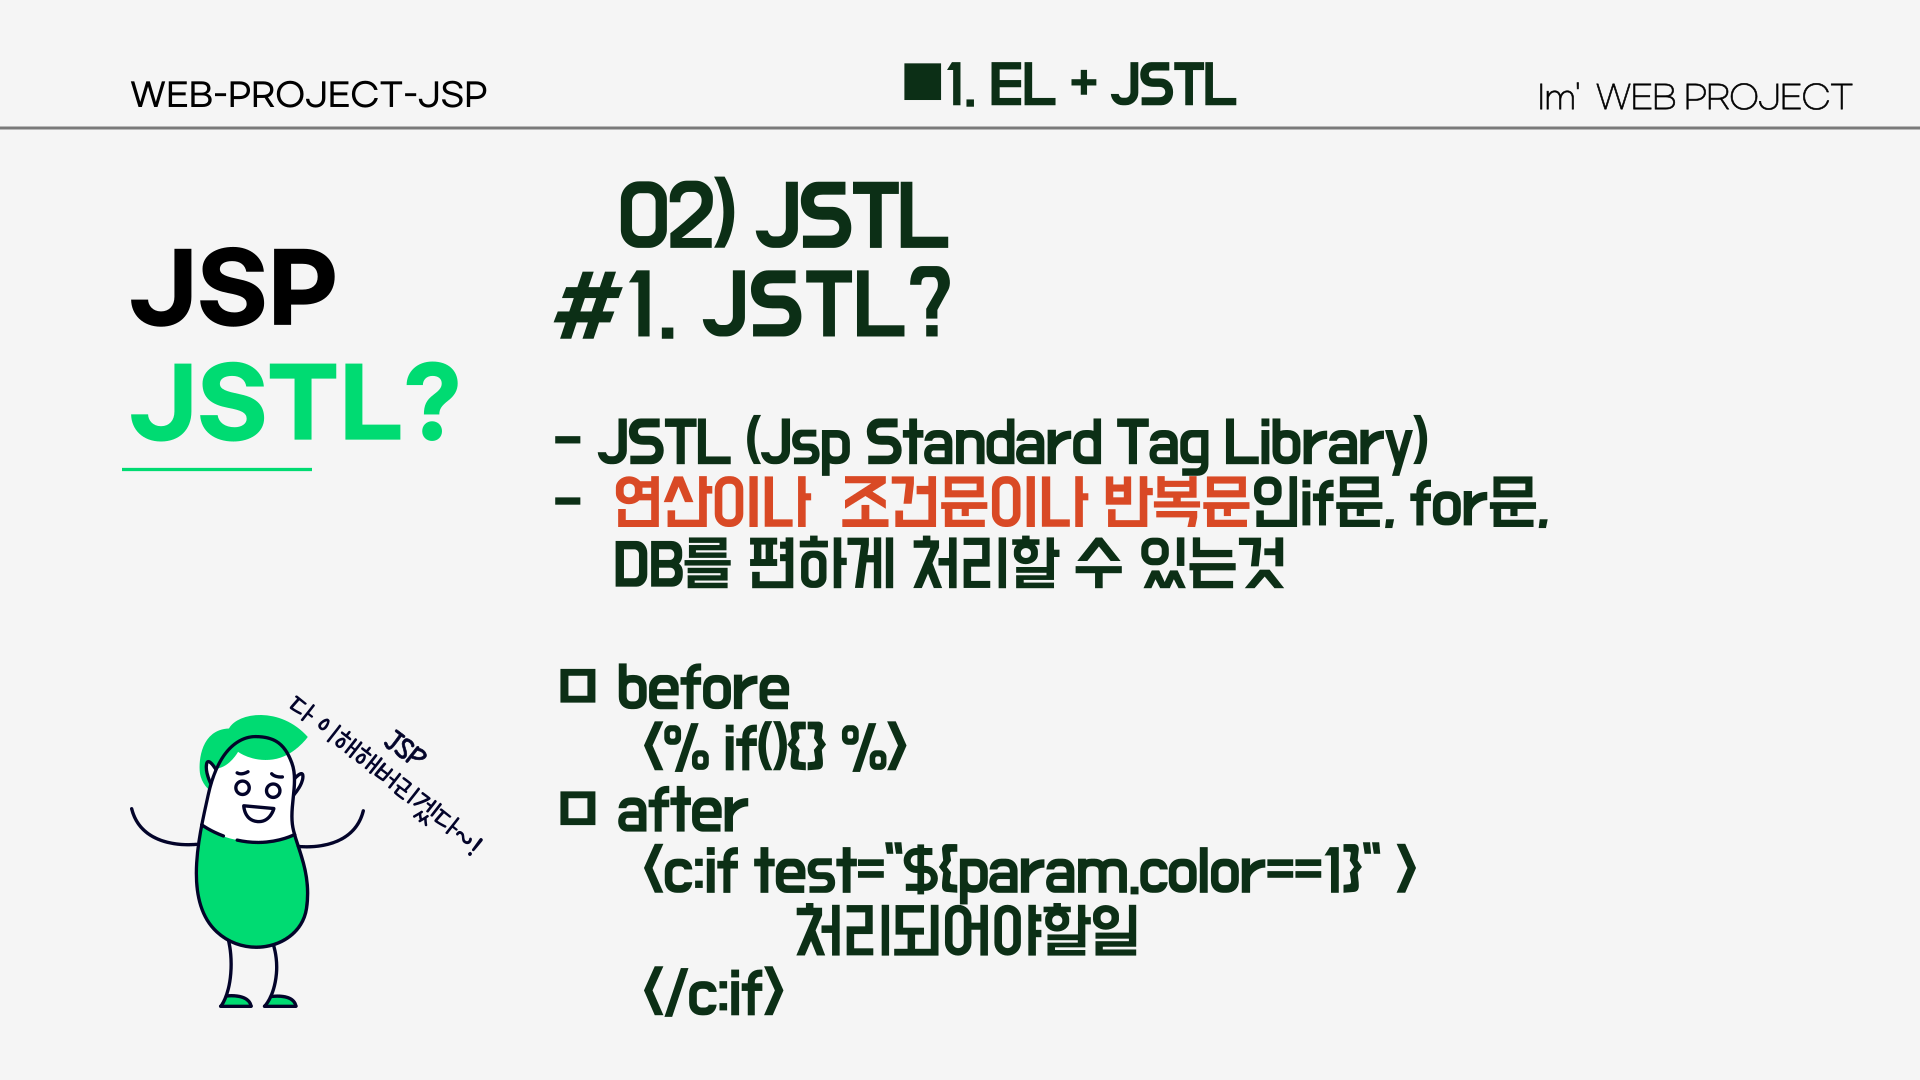 WEB-PROJECT-JSP
■1. EL + JSTL
Im' WEB PROJECT
JSP
JSTL?
02) JSTL
#1. JSTL?
- JSTL (Jsp Standard Tag Library)
- 연산이나 조건문이나 반복문인if문, for문,
DB를 편하게 처리할 수 있는것
□ before
<% if(){} %>
□ after
<c:if test="${param.color==1}" >
처리되어야할일
</c:if>
JSP
다 이해해버리겠다~!